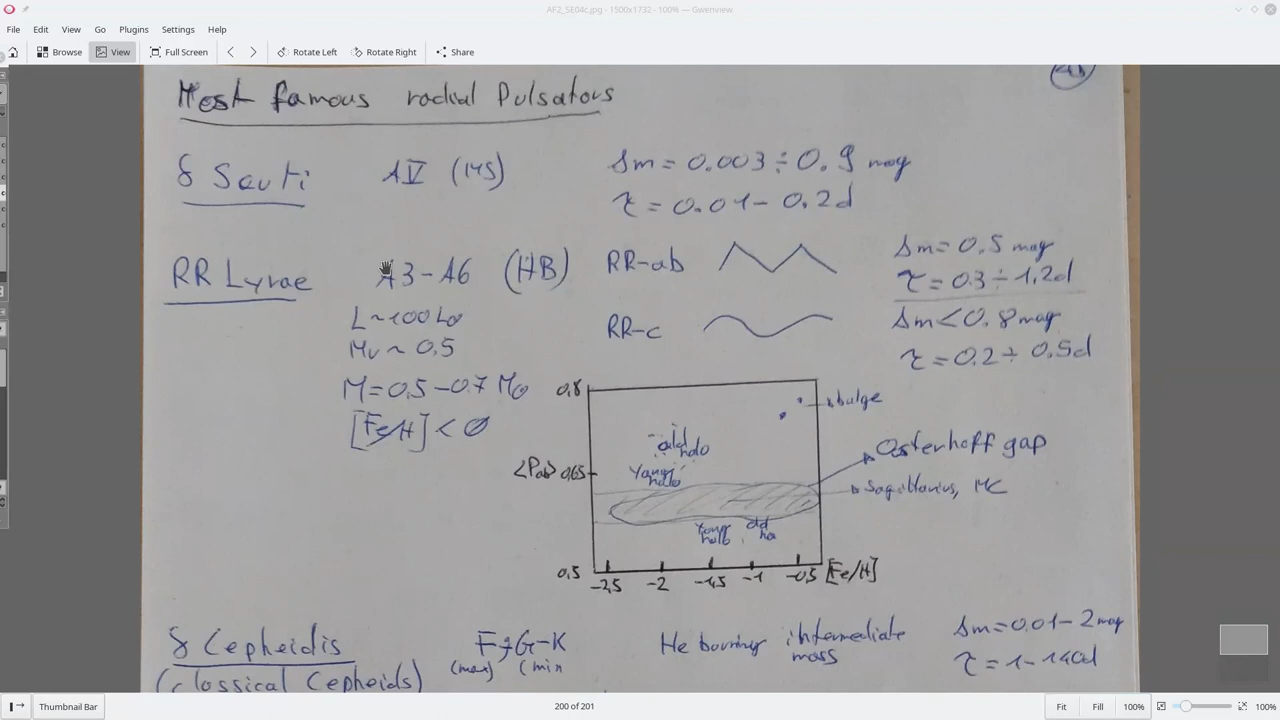 AF2_SE04c.jpg - 1500x1732 - 100% — Gwenview
File Edit View Go Plugins Settings Help
Browse View Full Screen Rotate Left Rotate Right Share
Most famous radial Pulsators
δ Scuti AV (MS) Δm = 0.003 ÷ 0.9 mag
τ = 0.01 - 0.2d
RR Lyrae A3-A6 (HB) RR-ab Δm = 0.5 mag
τ = 0.3 ÷ 1,2d
L ~ 100 L⊙ RR-c Δm < 0.8 mag
Mv ~ 0.5 τ = 0.2 ÷ 0.5d
M = 0.5 - 0.7 M⊙
[Fe/H] < 0
0,8
bulge
old halo
Osterhoff gap
<Pab> 0,65
Young halo
Sagittarius, MC
Young halo old ha
0,5
-2,5 -2 -1,5 -1 -0,5 [Fe/H]
δ Cepheidis F÷G-K He burning intermediate mass Δm = 0.01 - 2 mag
(max) (min τ = 1 - 140d
(classical Cepheids)
Thumbnail Bar 200 of 201 Fit Fill 100% 100%